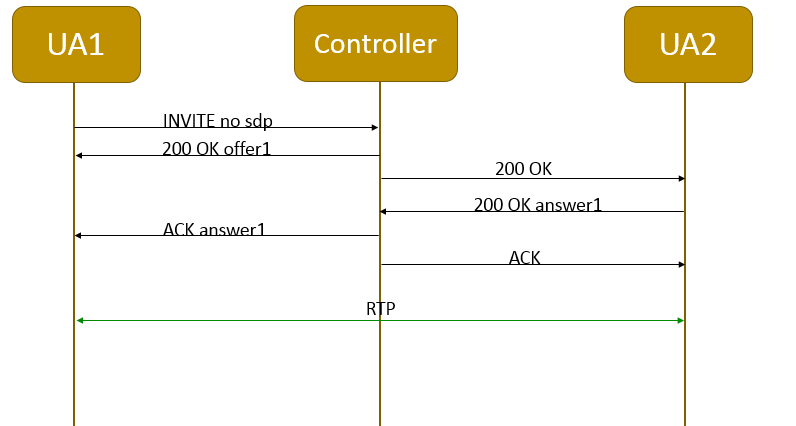 UA1
Controller
UA2
INVITE no sdp
200 OK offer1
200 OK
200 OK answer1
ACK answer1
ACK
RTP